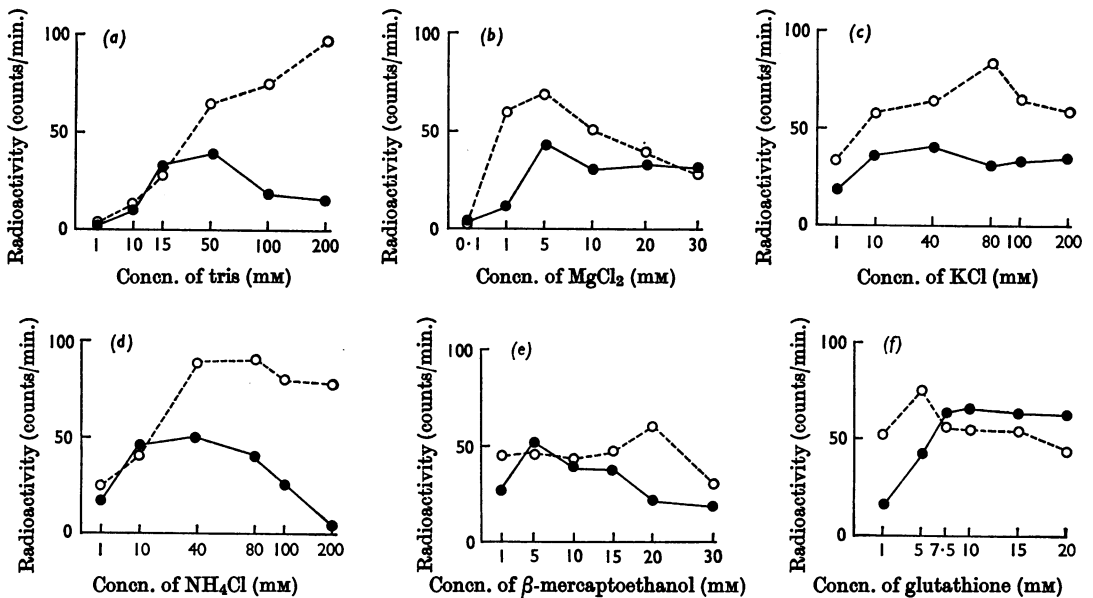 (a)
Radioactivity (counts/min.)
100
50
0
1 10 15 50 100 200
Concn. of tris (mM)
(b)
Radioactivity (counts/min.)
100
50
0
0·1 1 5 10 20 30
Concn. of MgCl₂ (mM)
(c)
Radioactivity (counts/min.)
100
50
0
1 10 40 80 100 200
Concn. of KCl (mM)
(d)
Radioactivity (counts/min.)
100
50
0
1 10 40 80 100 200
Concn. of NH₄Cl (mM)
(e)
Radioactivity (counts/min.)
100
50
0
1 5 10 15 20 30
Concn. of β-mercaptoethanol (mM)
(f)
Radioactivity (counts/min.)
100
50
0
1 5 7·5 10 15 20
Concn. of glutathione (mM)